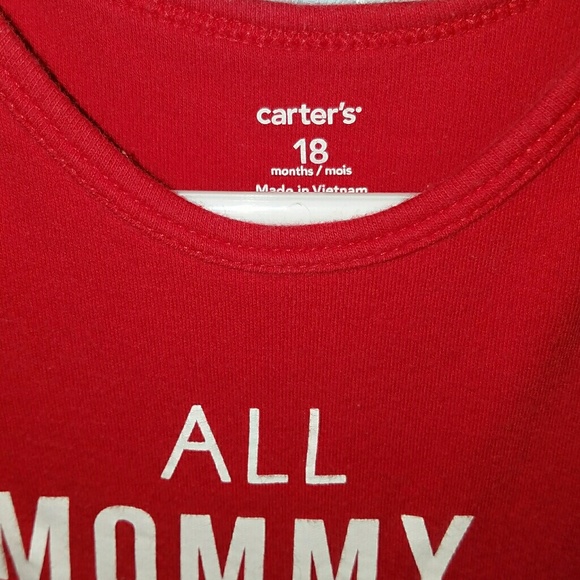 carter's
18
months / mois
Made in Vietnam
ALL
MOMMY